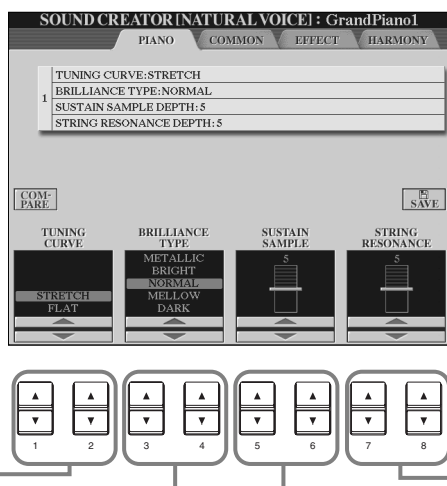 SOUND CREATOR [NATURAL VOICE] : GrandPiano1
PIANO COMMON EFFECT HARMONY
1
TUNING CURVE:STRETCH
BRILLIANCE TYPE:NORMAL
SUSTAIN SAMPLE DEPTH:5
STRING RESONANCE DEPTH:5
COM-
PARE
SAVE
TUNING
CURVE
STRETCH
FLAT
BRILLIANCE
TYPE
METALLIC
BRIGHT
NORMAL
MELLOW
DARK
SUSTAIN
SAMPLE
5
STRING
RESONANCE
5
1 2 3 4 5 6 7 8